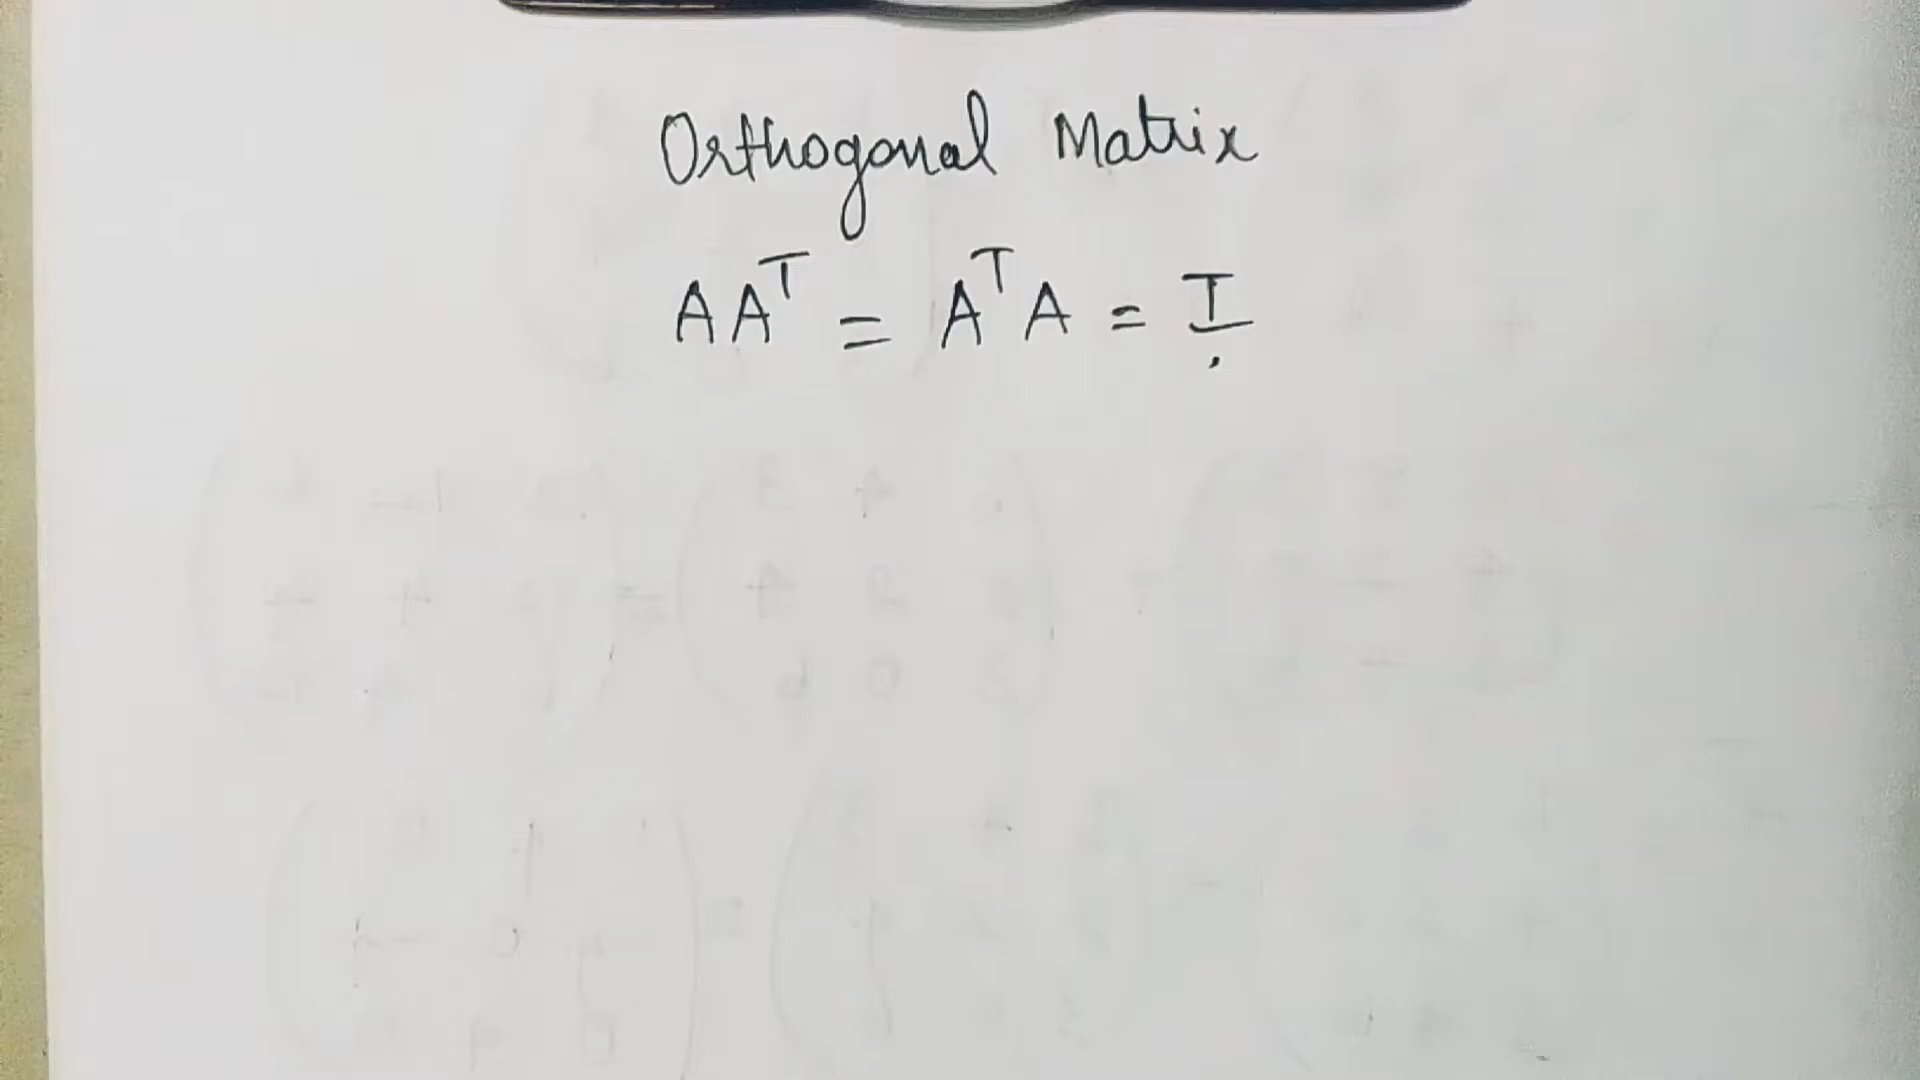 Orthogonal Matrix
AAᵀ = AᵀA = I